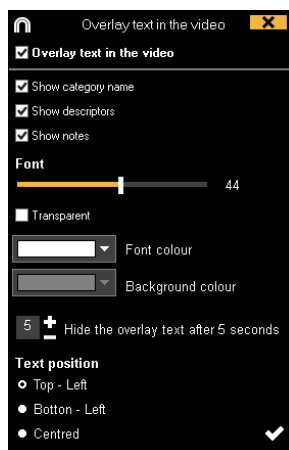 Overlay text in the video
Overlay text in the video
Show category name
Show descriptors
Show notes
Font
44
Transparent
Font colour
Background colour
5 Hide the overlay text after 5 seconds
Text position
Top - Left
Botton - Left
Centred